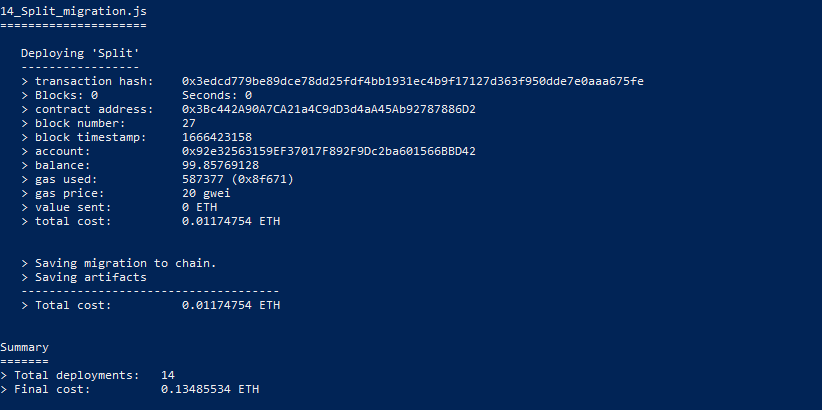 14_Split_migration.js
=====================
Deploying 'Split'
-----------------
> transaction hash: 0x3edcd779be89dce78dd25fdf4bb1931ec4b9f17127d363f950dde7e0aaa675fe
> Blocks: 0 Seconds: 0
> contract address: 0x3Bc442A90A7CA21a4C9dD3d4aA45Ab92787886D2
> block number: 27
> block timestamp: 1666423158
> account: 0x92e32563159EF37017F892F9Dc2ba601566BBD42
> balance: 99.85769128
> gas used: 587377 (0x8f671)
> gas price: 20 gwei
> value sent: 0 ETH
> total cost: 0.01174754 ETH
> Saving migration to chain.
> Saving artifacts
-------------------------------------
> Total cost: 0.01174754 ETH
Summary
=======
> Total deployments: 14
> Final cost: 0.13485534 ETH